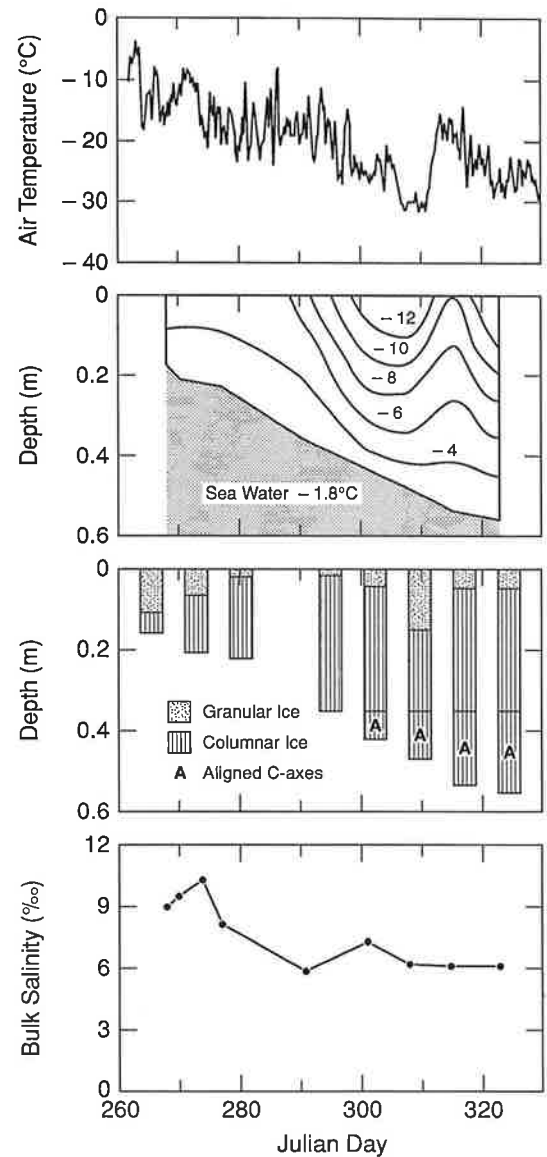 Air Temperature (°C)
0
– 10
– 20
– 30
– 40
Depth (m)
0
0.2
0.4
0.6
– 12
– 10
– 8
– 6
– 4
Sea Water – 1.8°C
Depth (m)
0
0.2
0.4
0.6
Granular Ice
Columnar Ice
A Aligned C-axes
A
A
A
A
Bulk Salinity (‰)
12
9
6
3
0
260 280 300 320
Julian Day